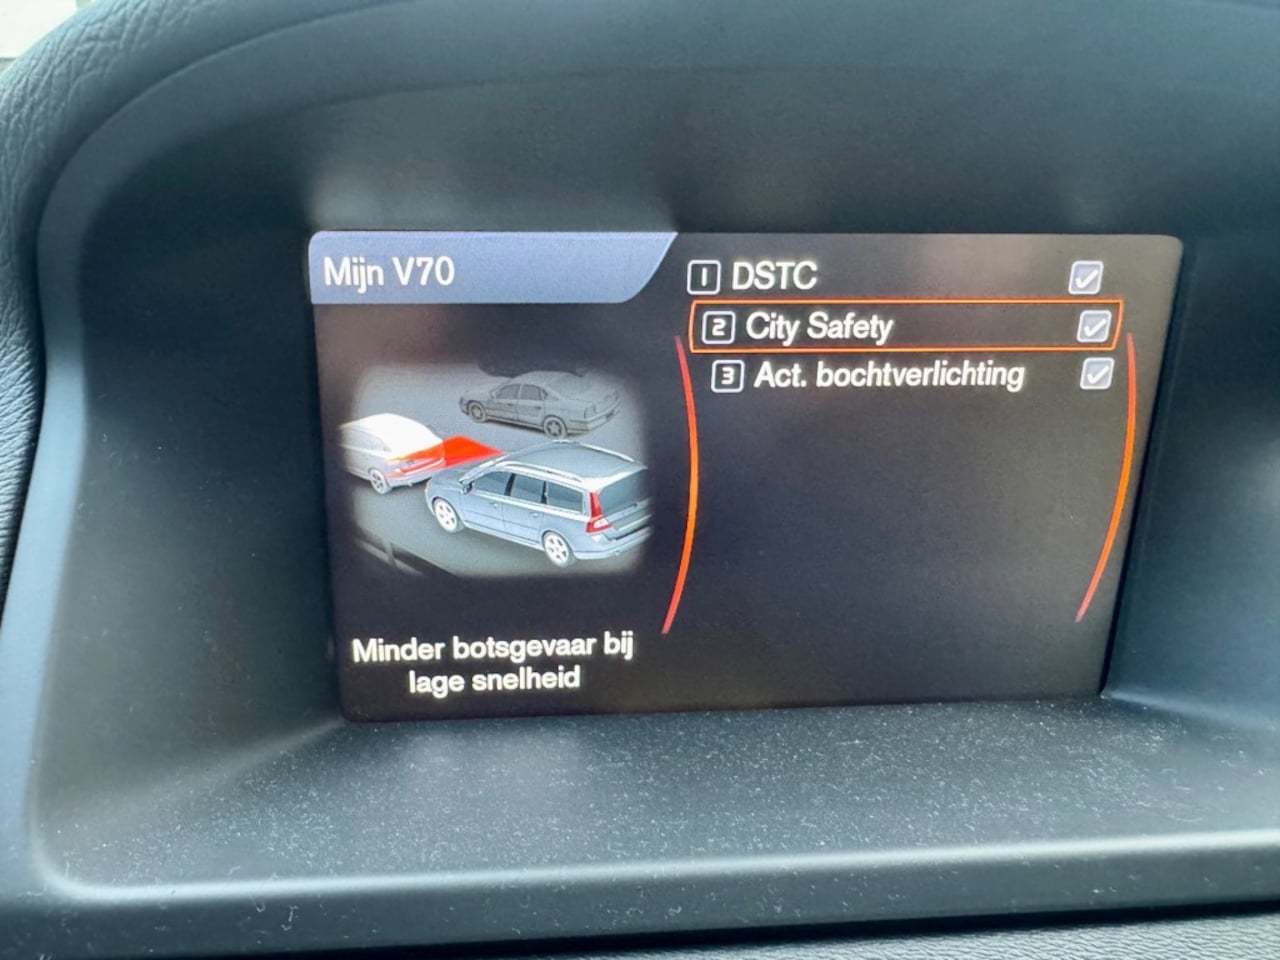 Mijn V70
1 DSTC
2 City Safety
3 Act. bochtverlichting
Minder botsgevaar bij
lage snelheid